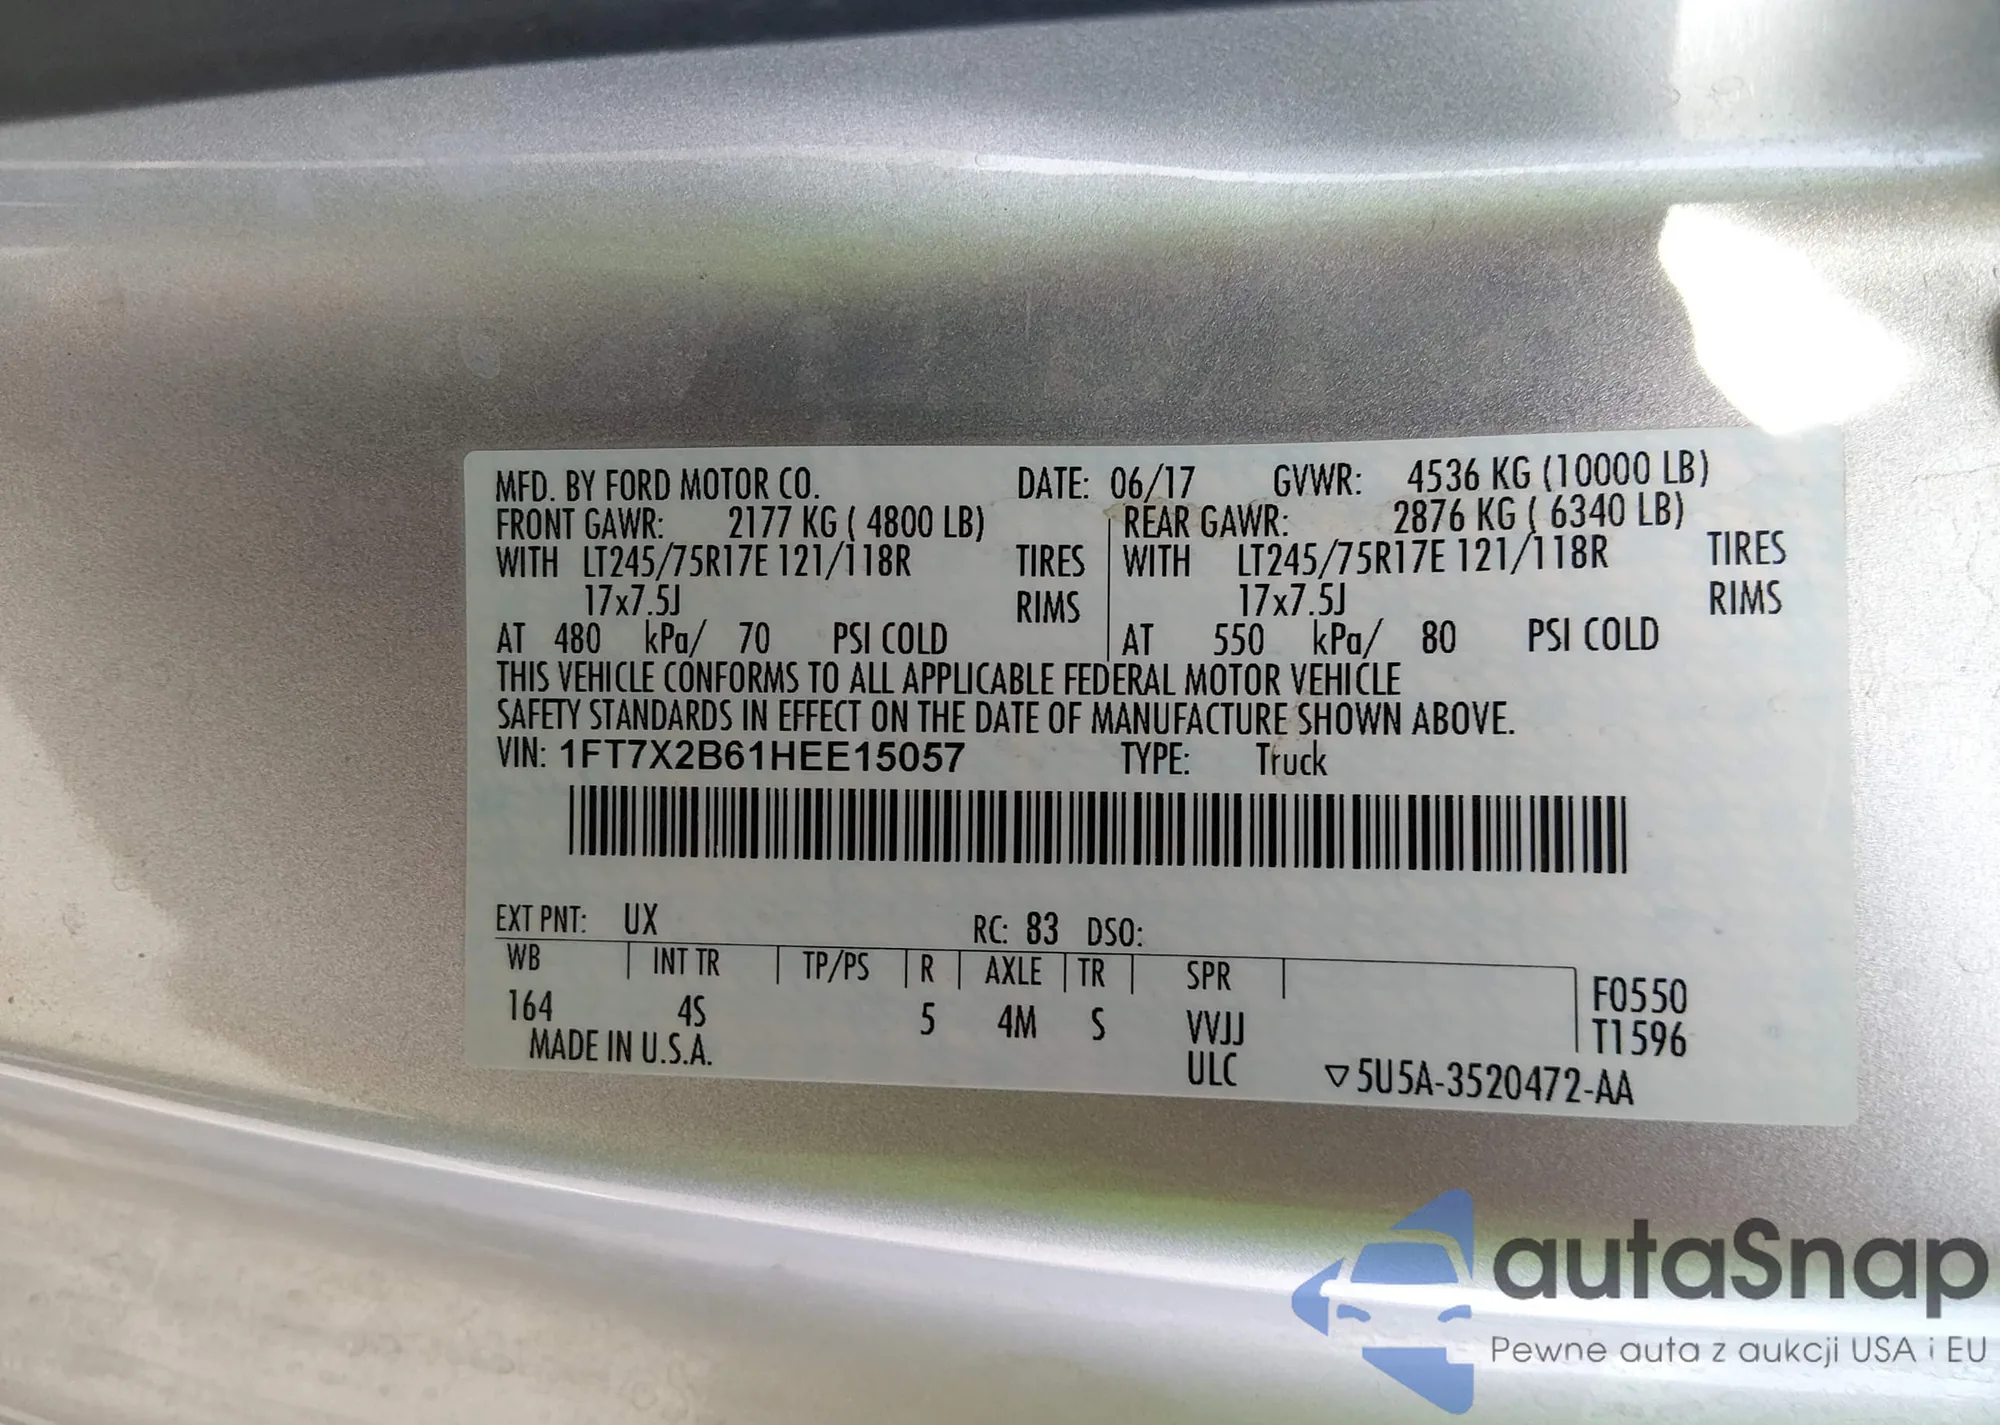 MFD. BY FORD MOTOR CO. DATE: 06/17 GVWR: 4536 KG (10000 LB)
FRONT GAWR: 2177 KG ( 4800 LB) REAR GAWR: 2876 KG ( 6340 LB)
WITH LT245/75R17E 121/118R TIRES WITH LT245/75R17E 121/118R TIRES
17x7.5J RIMS 17x7.5J RIMS
AT 480 kPa/ 70 PSI COLD AT 550 kPa/ 80 PSI COLD
THIS VEHICLE CONFORMS TO ALL APPLICABLE FEDERAL MOTOR VEHICLE
SAFETY STANDARDS IN EFFECT ON THE DATE OF MANUFACTURE SHOWN ABOVE.
VIN: 1FT7X2B61HEE15057 TYPE: Truck
EXT PNT: UX RC: 83 DSO:
WB INT TR TP/PS R AXLE TR SPR F0550
164 4S 5 4M S VVJJ T1596
MADE IN U.S.A. ULC ▽5U5A-3520472-AA
autaSnap
Pewne auta z aukcji USA i EU